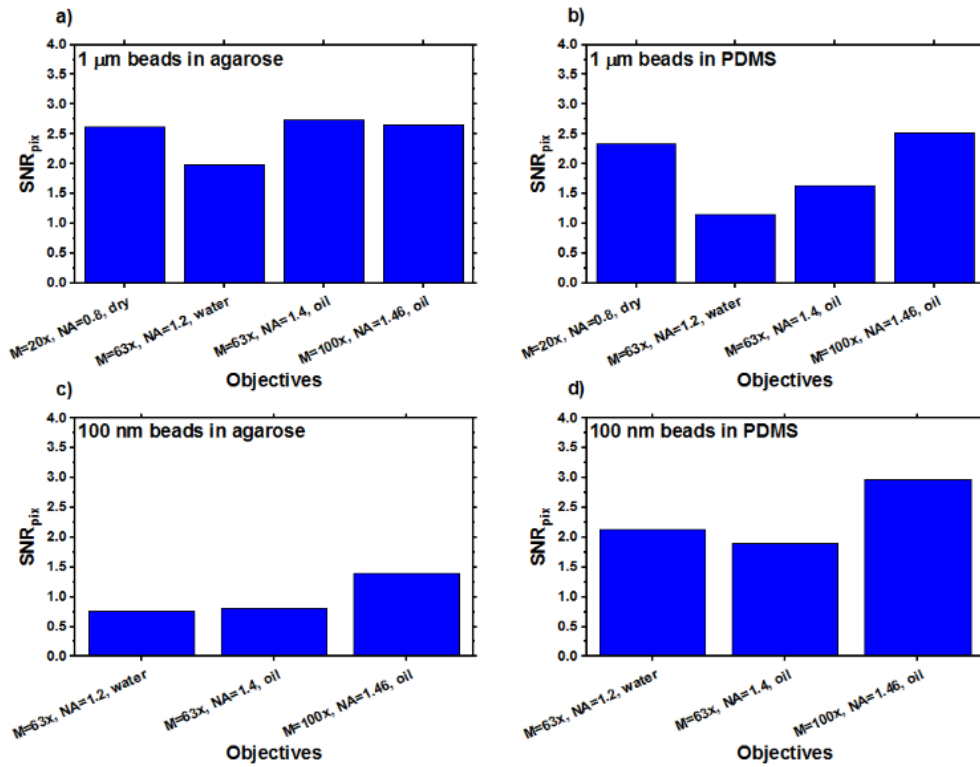 a)
1 μm beads in agarose
4.0
3.5
3.0
2.5
2.0
1.5
1.0
0.5
0.0
SNRpix
M=20x, NA=0.8, dry
M=63x, NA=1.2, water
M=63x, NA=1.4, oil
M=100x, NA=1.46, oil
Objectives
b)
1 μm beads in PDMS
4.0
3.5
3.0
2.5
2.0
1.5
1.0
0.5
0.0
SNRpix
M=20x, NA=0.8, dry
M=63x, NA=1.2, water
M=63x, NA=1.4, oil
M=100x, NA=1.46, oil
Objectives
c)
100 nm beads in agarose
4.0
3.5
3.0
2.5
2.0
1.5
1.0
0.5
0.0
SNRpix
M=63x, NA=1.2, water
M=63x, NA=1.4, oil
M=100x, NA=1.46, oil
Objectives
d)
100 nm beads in PDMS
4.0
3.5
3.0
2.5
2.0
1.5
1.0
0.5
0.0
SNRpix
M=63x, NA=1.2, water
M=63x, NA=1.4, oil
M=100x, NA=1.46, oil
Objectives